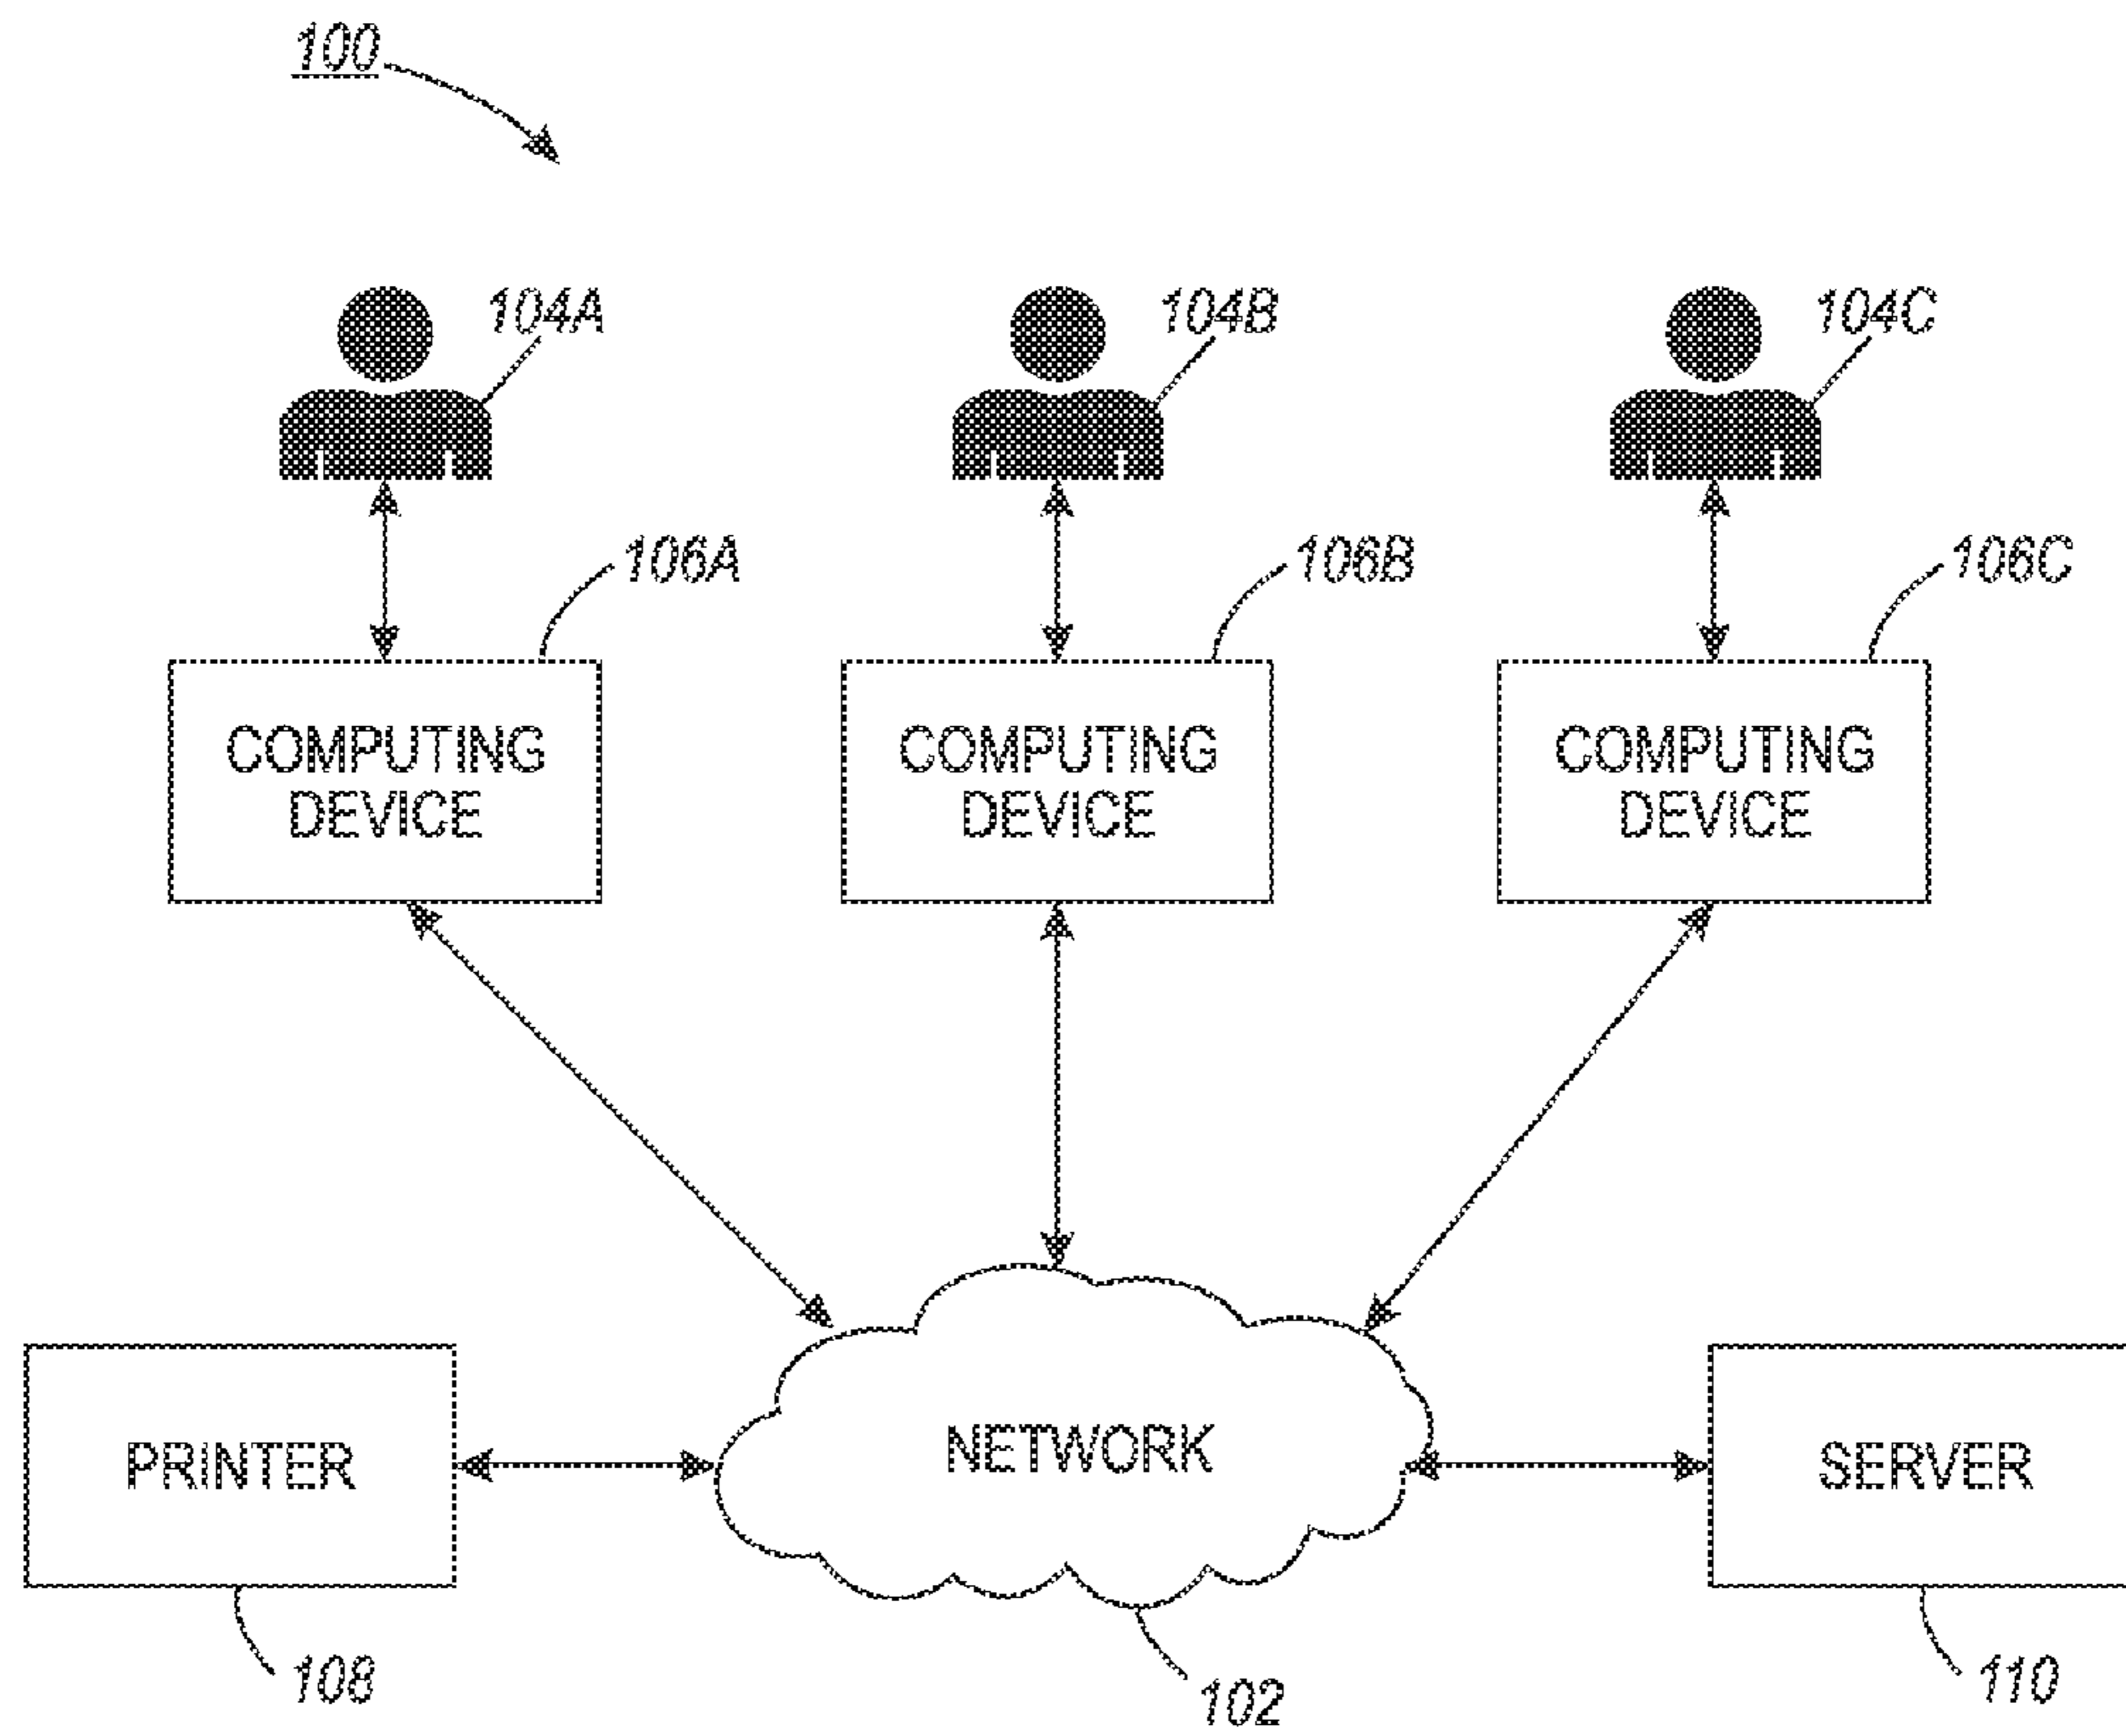 100
104A
104B
104C
106A
106B
106C
COMPUTING
DEVICE
COMPUTING
DEVICE
COMPUTING
DEVICE
PRINTER
NETWORK
SERVER
108
102
110